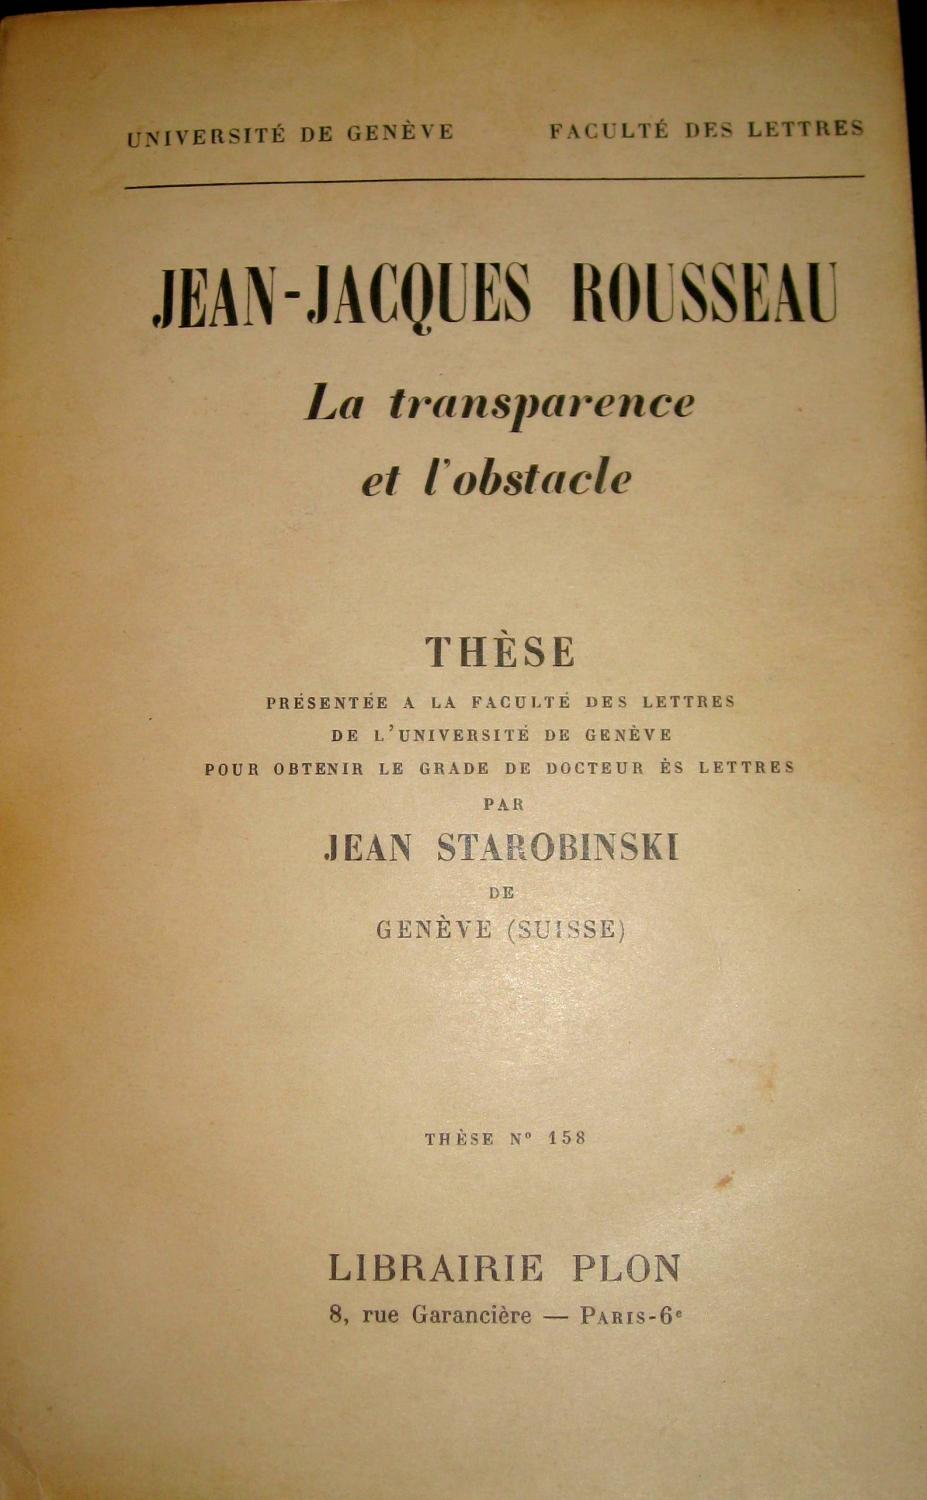 UNIVERSITÉ DE GENÈVE FACULTÉ DES LETTRES
JEAN-JACQUES ROUSSEAU
La transparence
et l'obstacle
THÈSE
PRÉSENTÉE A LA FACULTÉ DES LETTRES
DE L'UNIVERSITÉ DE GENÈVE
POUR OBTENIR LE GRADE DE DOCTEUR ÈS LETTRES
PAR
JEAN STAROBINSKI
DE
GENÈVE (SUISSE)
THÈSE Nº 158
LIBRAIRIE PLON
8, rue Garancière — PARIS-6e